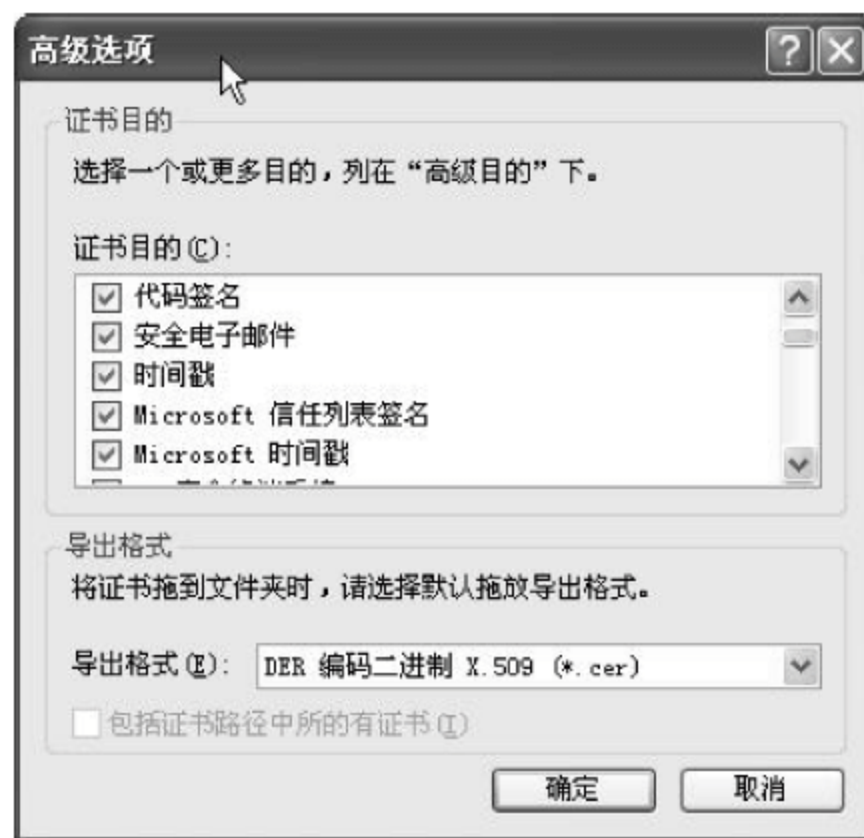 高级选项
证书目的
选择一个或更多目的，列在“高级目的”下。
证书目的(C):
代码签名
安全电子邮件
时间戳
Microsoft 信任列表签名
Microsoft 时间戳
导出格式
将证书拖到文件夹时，请选择默认拖放导出格式。
导出格式(E): DER 编码二进制 X.509 (*.cer)
包括证书路径中所的有证书(I)
确定 取消